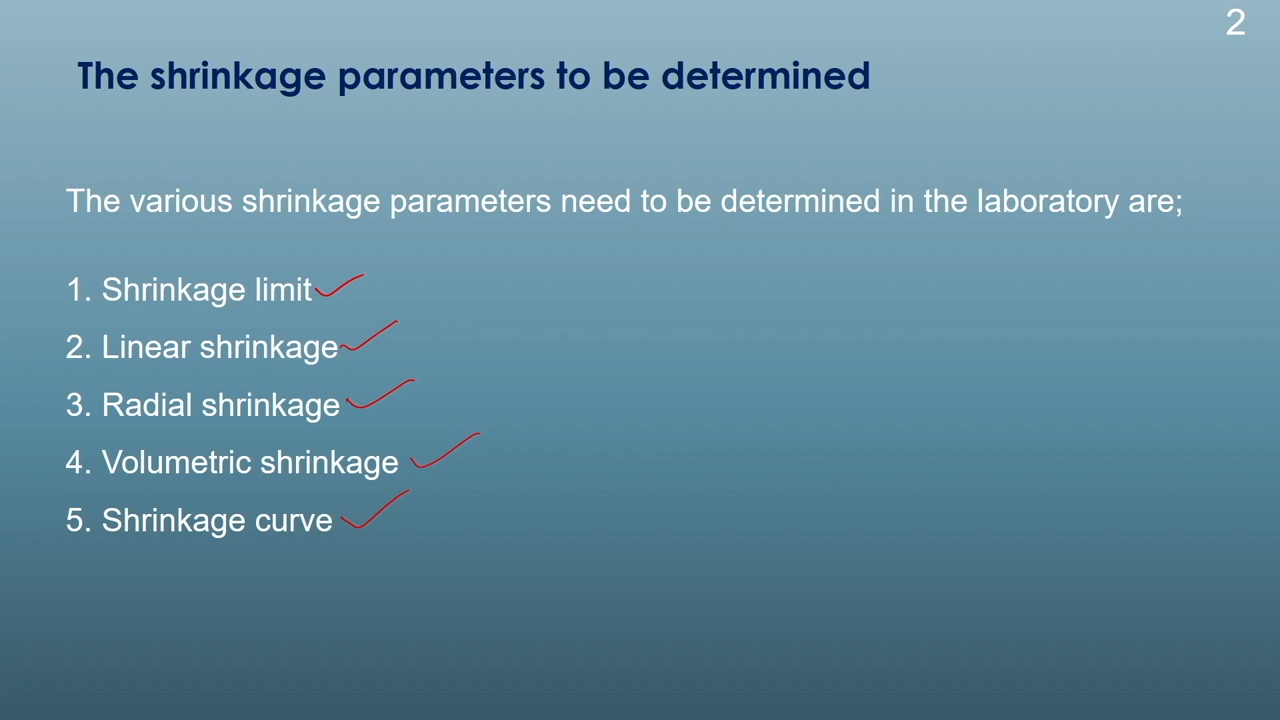 2
The shrinkage parameters to be determined
The various shrinkage parameters need to be determined in the laboratory are;
1. Shrinkage limit
2. Linear shrinkage
3. Radial shrinkage
4. Volumetric shrinkage
5. Shrinkage curve